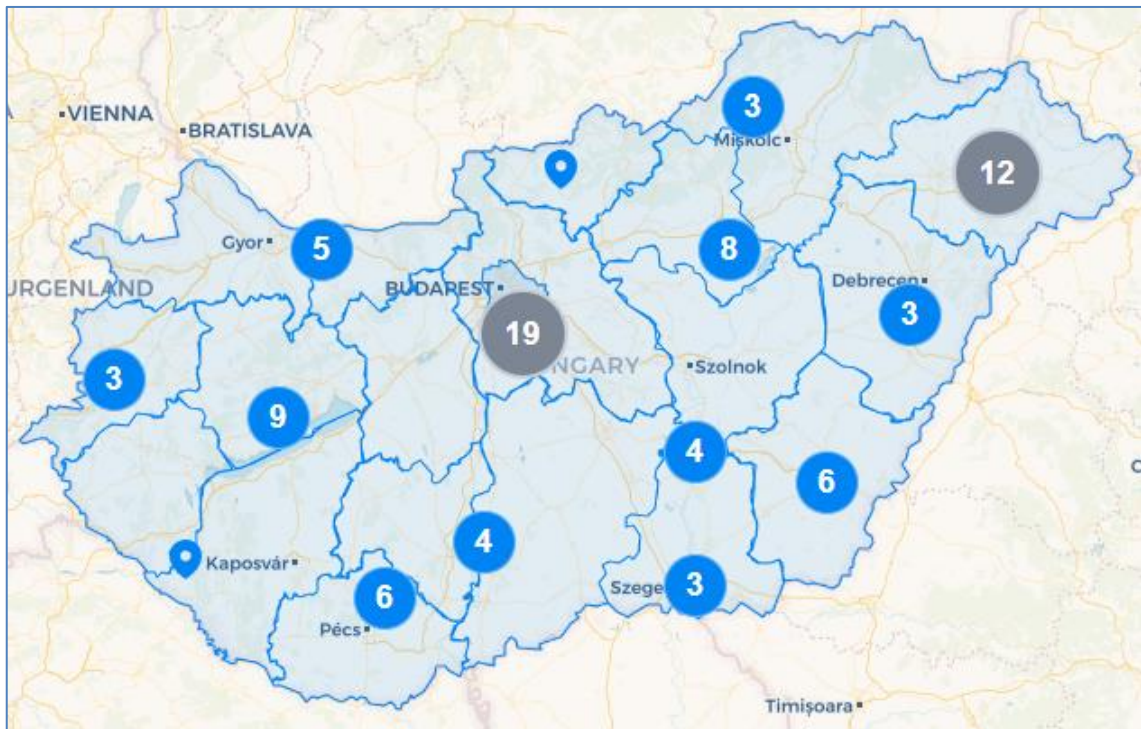 3
VIENNA
BRATISLAVA
Miskolc
12
Gyor
5
8
URGENLAND
BUDAPEST
Debrecen
3
19
NGARY
Szolnok
3
9
4
6
4
Kaposvár
6
Szege
3
Pécs
Timișoara